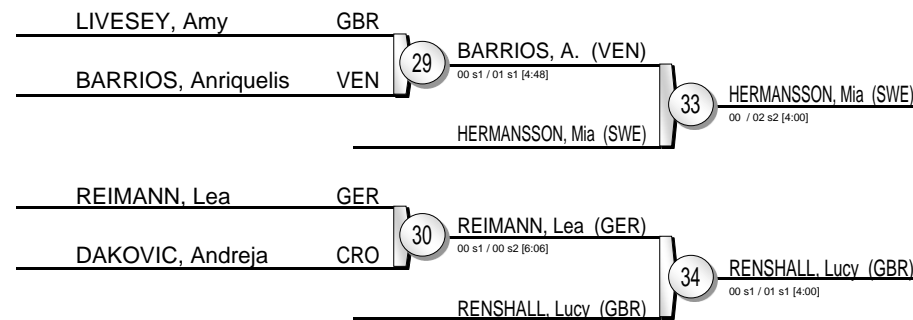 LIVESEY, Amy GBR
BARRIOS, Anriquelis VEN
29
BARRIOS, A. (VEN)
00 s1 / 01 s1 [4:48]
HERMANSSON, Mia (SWE)
33
HERMANSSON, Mia (SWE)
00 / 02 s2 [4:00]
REIMANN, Lea GER
DAKOVIC, Andreja CRO
30
REIMANN, Lea (GER)
00 s1 / 00 s2 [6:06]
RENSHALL, Lucy (GBR)
34
RENSHALL, Lucy (GBR)
00 s1 / 01 s1 [4:00]